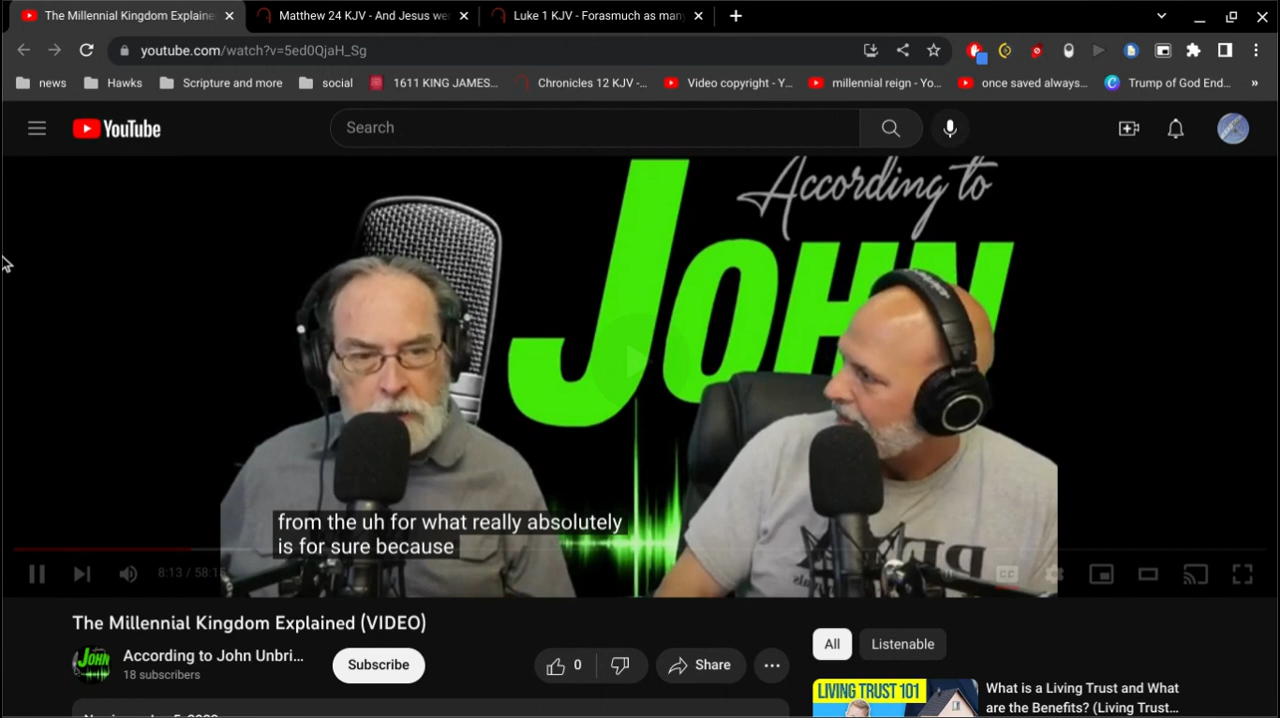 The Millennial Kingdom Explaine
Matthew 24 KJV - And Jesus we
Luke 1 KJV - Forasmuch as man
youtube.com/watch?v=5ed0QjaH_Sg
news
Hawks
Scripture and more
social
1611 KING JAMES...
Chronicles 12 KJV -...
Video copyright - Y...
millennial reign - Yo...
once saved always...
Trump of God End...
»
YouTube
Search
According to
JOHN
from the uh for what really absolutely
is for sure because
8:13 / 58:15
CC
The Millennial Kingdom Explained (VIDEO)
JOHN
According to John Unbri...
18 subscribers
Subscribe
0
Share
All
Listenable
LIVING TRUST 101
What is a Living Trust and What
are the Benefits? (Living Trust...